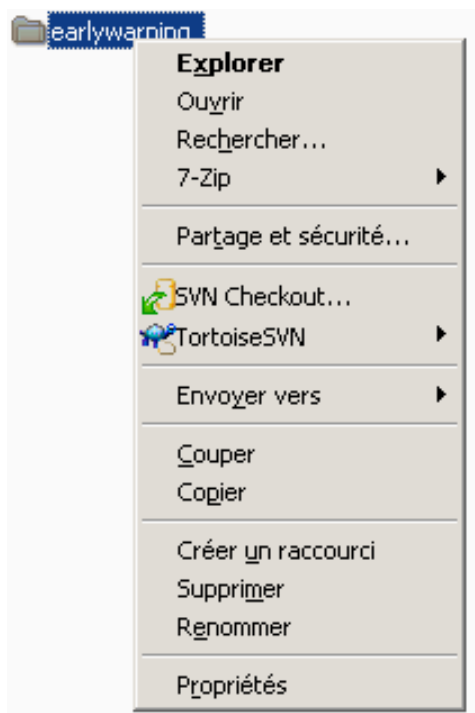 earlywarning
Explorer
Ouvrir
Rechercher...
7-Zip
Partage et sécurité...
SVN Checkout...
TortoiseSVN
Envoyer vers
Couper
Copier
Créer un raccourci
Supprimer
Renommer
Propriétés